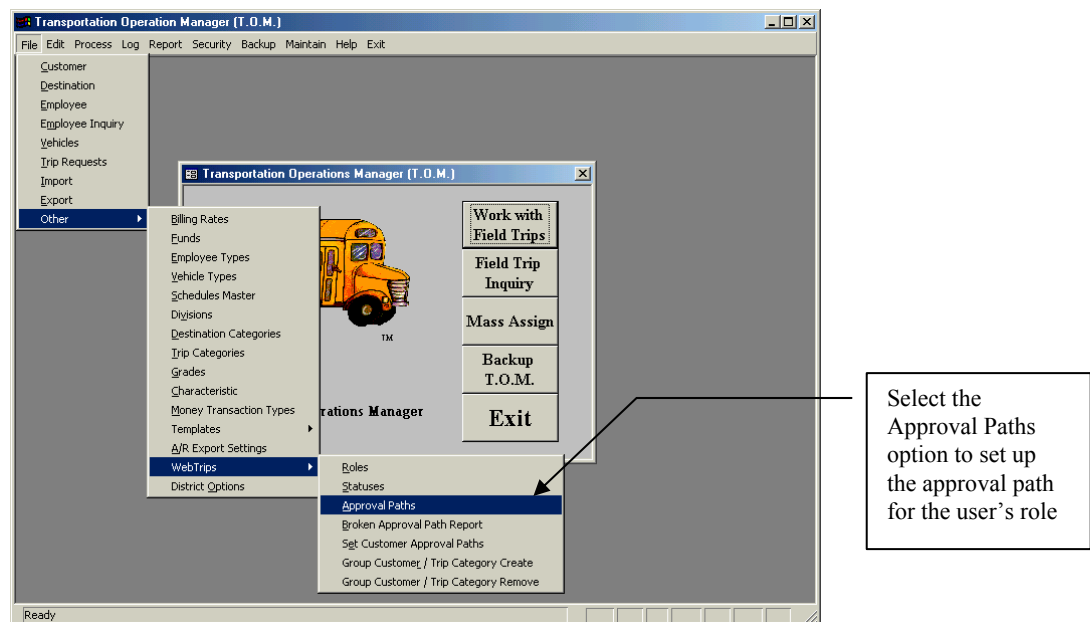 Transportation Operation Manager (T.O.M.)
File Edit Process Log Report Security Backup Maintain Help Exit
Customer
Destination
Employee
Employee Inquiry
Vehicles
Trip Requests
Import
Export
Other
Billing Rates
Funds
Employee Types
Vehicle Types
Schedules Master
Divisions
Destination Categories
Trip Categories
Grades
Characteristic
Money Transaction Types
Templates
A/R Export Settings
WebTrips
District Options
Roles
Statuses
Approval Paths
Broken Approval Path Report
Set Customer Approval Paths
Group Customer / Trip Category Create
Group Customer / Trip Category Remove
Transportation Operations Manager (T.O.M.)
TM
rations Manager
Work with
Field Trips
Field Trip
Inquiry
Mass Assign
Backup
T.O.M.
Exit
Select the
Approval Paths
option to set up
the approval path
for the user’s role
Ready